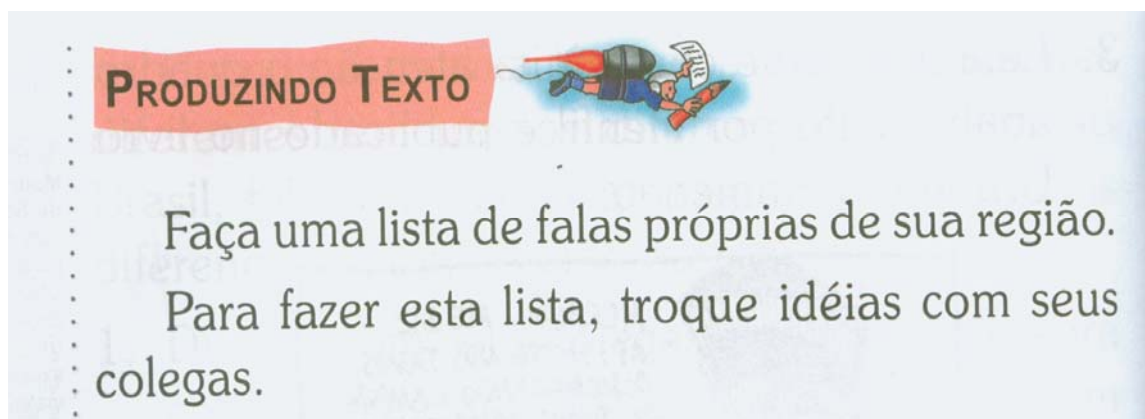 PRODUZINDO TEXTO
Faça uma lista de falas próprias de sua região.
Para fazer esta lista, troque idéias com seus
colegas.